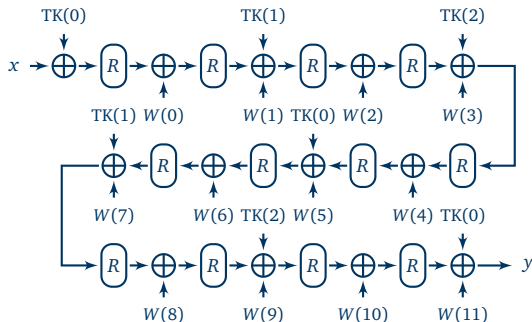 TK(0) TK(1) TK(2)
x R R R R
W(0) W(1) W(2) W(3)
TK(1) TK(0)
R R R R
W(7) W(6) W(5) W(4)
TK(2) TK(0)
R R R R y
W(8) W(9) W(10) W(11)